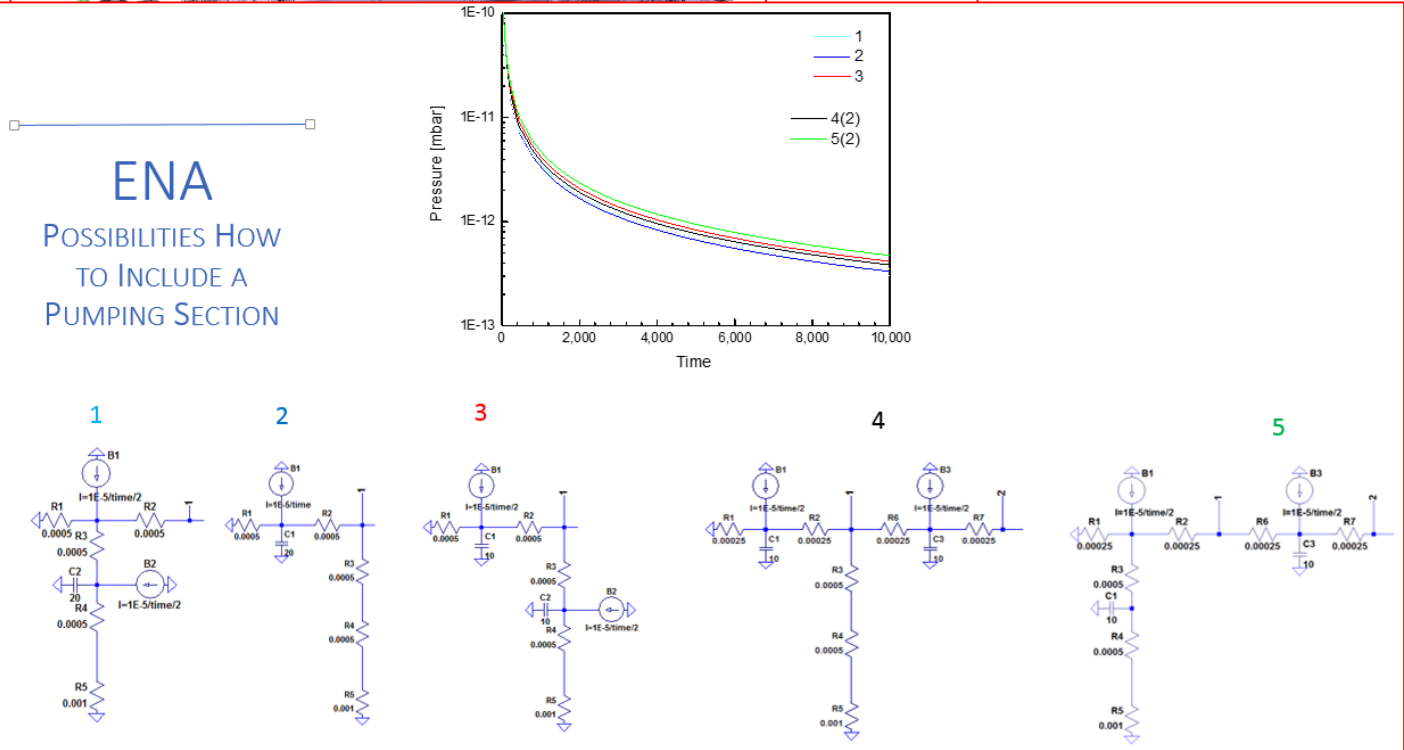 ENA
POSSIBILITIES HOW
TO INCLUDE A
PUMPING SECTION
1E-10
1E-11
1E-12
1E-13
Pressure [mbar]
0
2,000
4,000
6,000
8,000
10,000
Time
1
2
3
4(2)
5(2)
1
B1
I=1E-5/time/2
R1
0.0005
R2
0.0005
1
R3
0.0005
C2
20
B2
I=1E-5/time/2
R4
0.0005
R5
0.001
2
B1
I=1E-5/time
R1
0.0005
R2
0.0005
1
C1
20
R3
0.0005
R4
0.0005
R5
0.001
3
B1
I=1E-5/time/2
R1
0.0005
R2
0.0005
1
C1
10
R3
0.0005
C2
10
B2
I=1E-5/time/2
R4
0.0005
R5
0.001
4
B1
I=1E-5/time/2
R1
0.00025
R2
0.00025
1
C1
10
R6
0.00025
B3
I=1E-5/time/2
R7
0.00025
2
C3
10
R3
0.0005
R4
0.0005
R5
0.001
5
B1
I=1E-5/time/2
R1
0.00025
R2
0.00025
1
R6
0.00025
B3
I=1E-5/time/2
R7
0.00025
2
C3
10
R3
0.0005
C1
10
R4
0.0005
R5
0.001